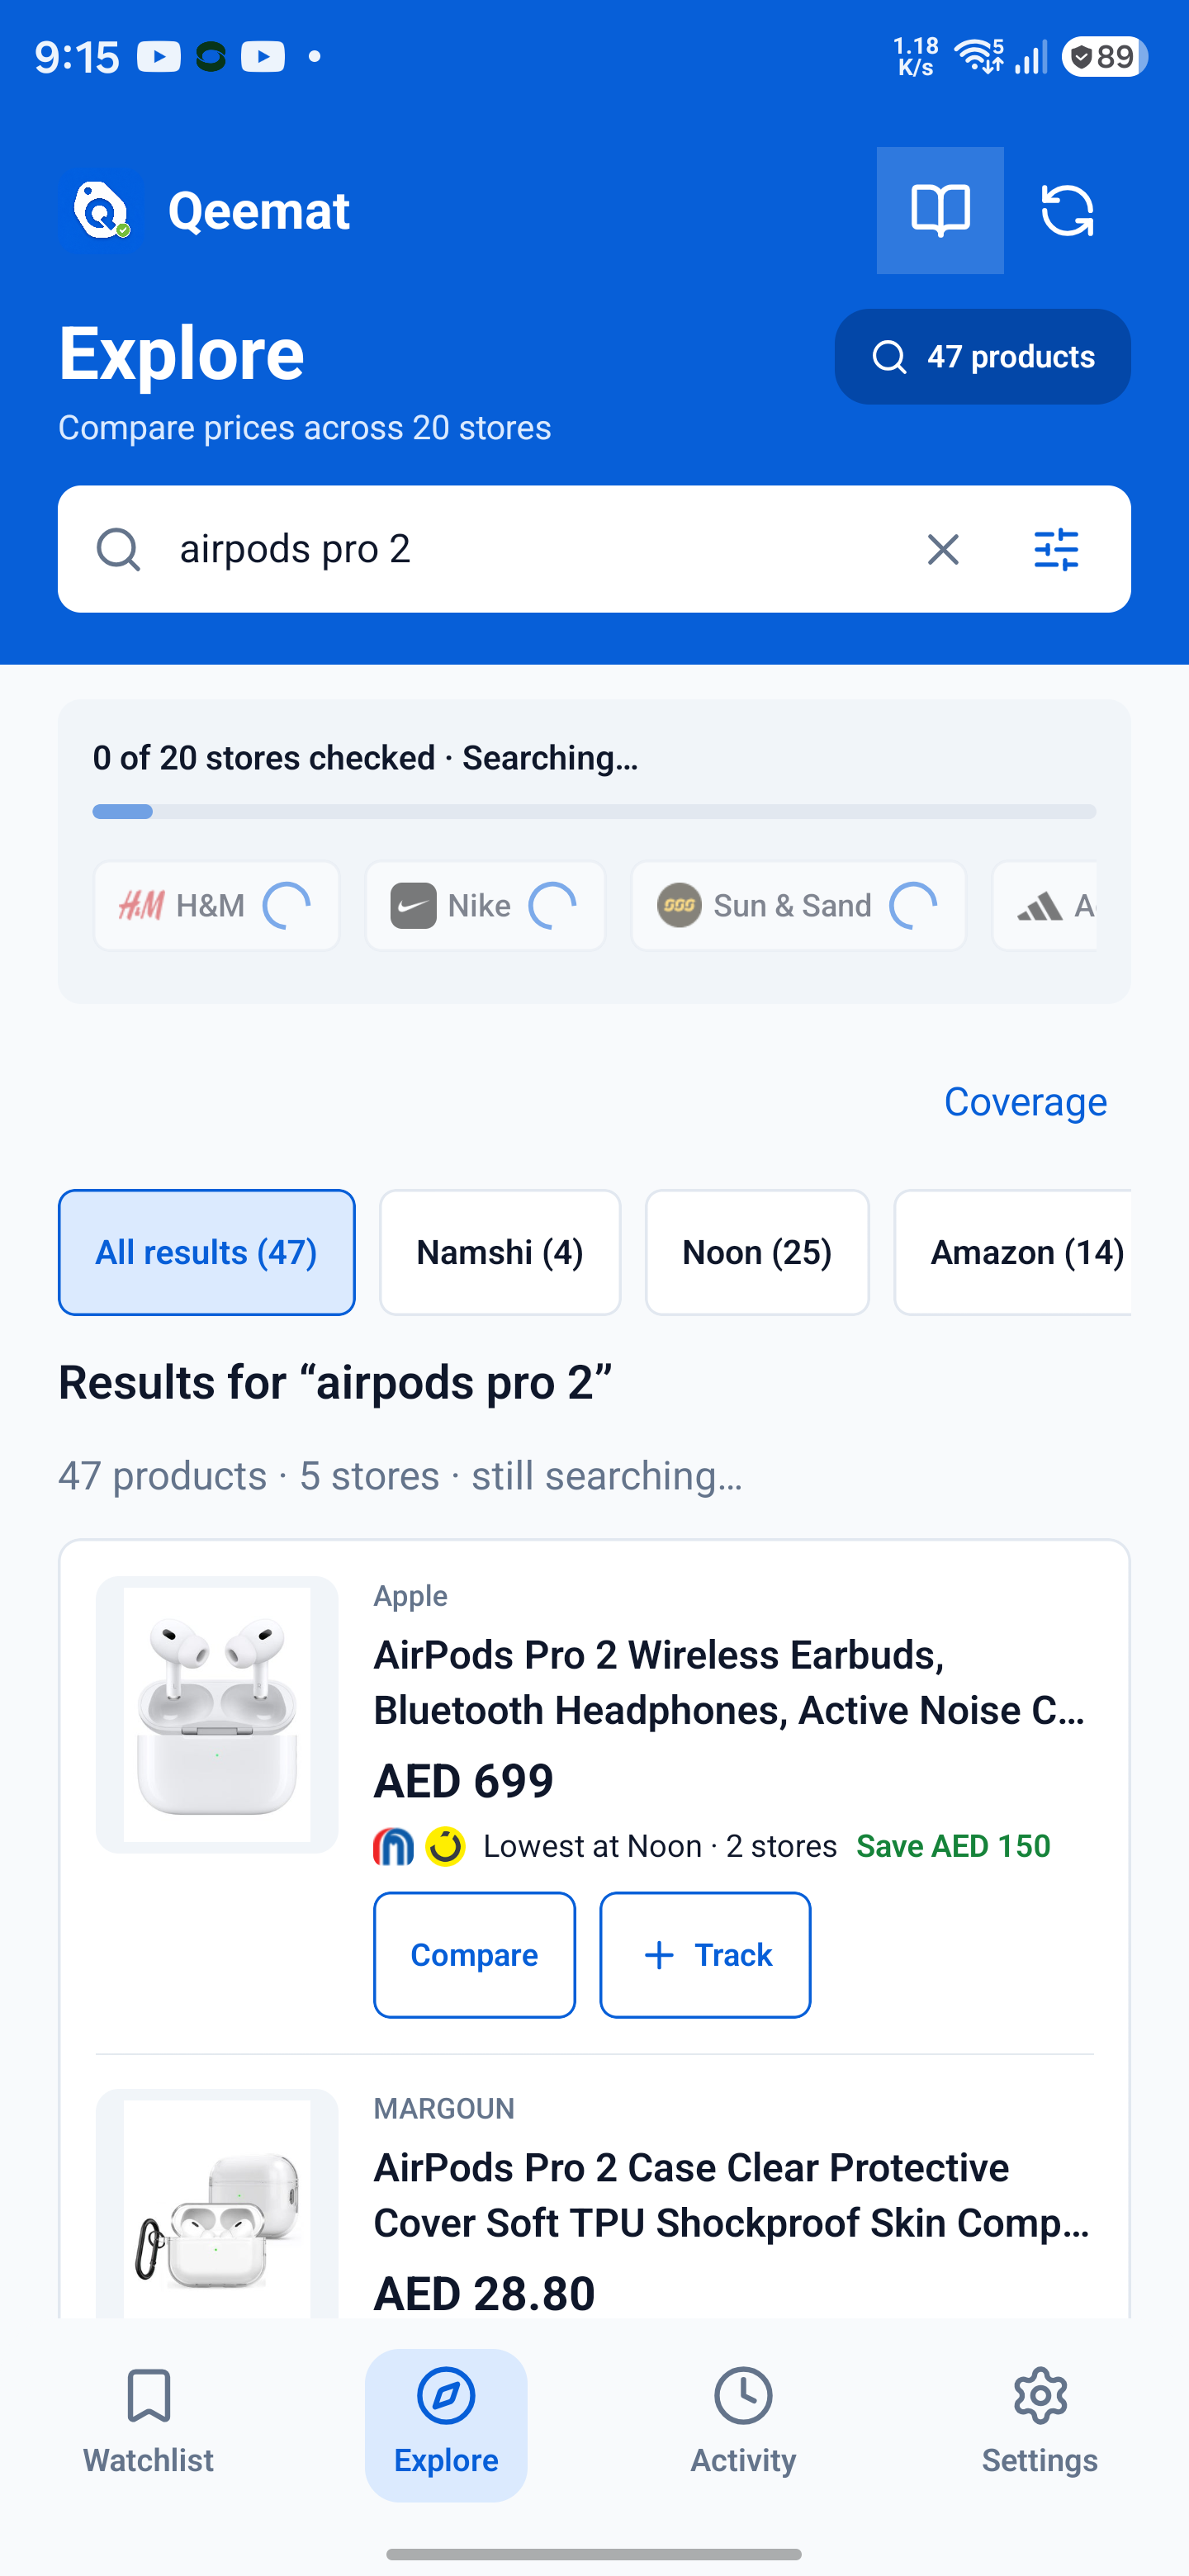 9:15
1.18
K/s
5
89
Qeemat
Explore
47 products
Compare prices across 20 stores
airpods pro 2
0 of 20 stores checked · Searching…
H&M H&M
Nike
Sun & Sand
Coverage
All results (47)
Namshi (4)
Noon (25)
Amazon (14)
Results for “airpods pro 2”
47 products · 5 stores · still searching…
Apple
AirPods Pro 2 Wireless Earbuds,
Bluetooth Headphones, Active Noise C…
AED 699
Lowest at Noon · 2 stores Save AED 150
Compare
Track
MARGOUN
AirPods Pro 2 Case Clear Protective
Cover Soft TPU Shockproof Skin Comp…
AED 28.80
Watchlist
Explore
Activity
Settings